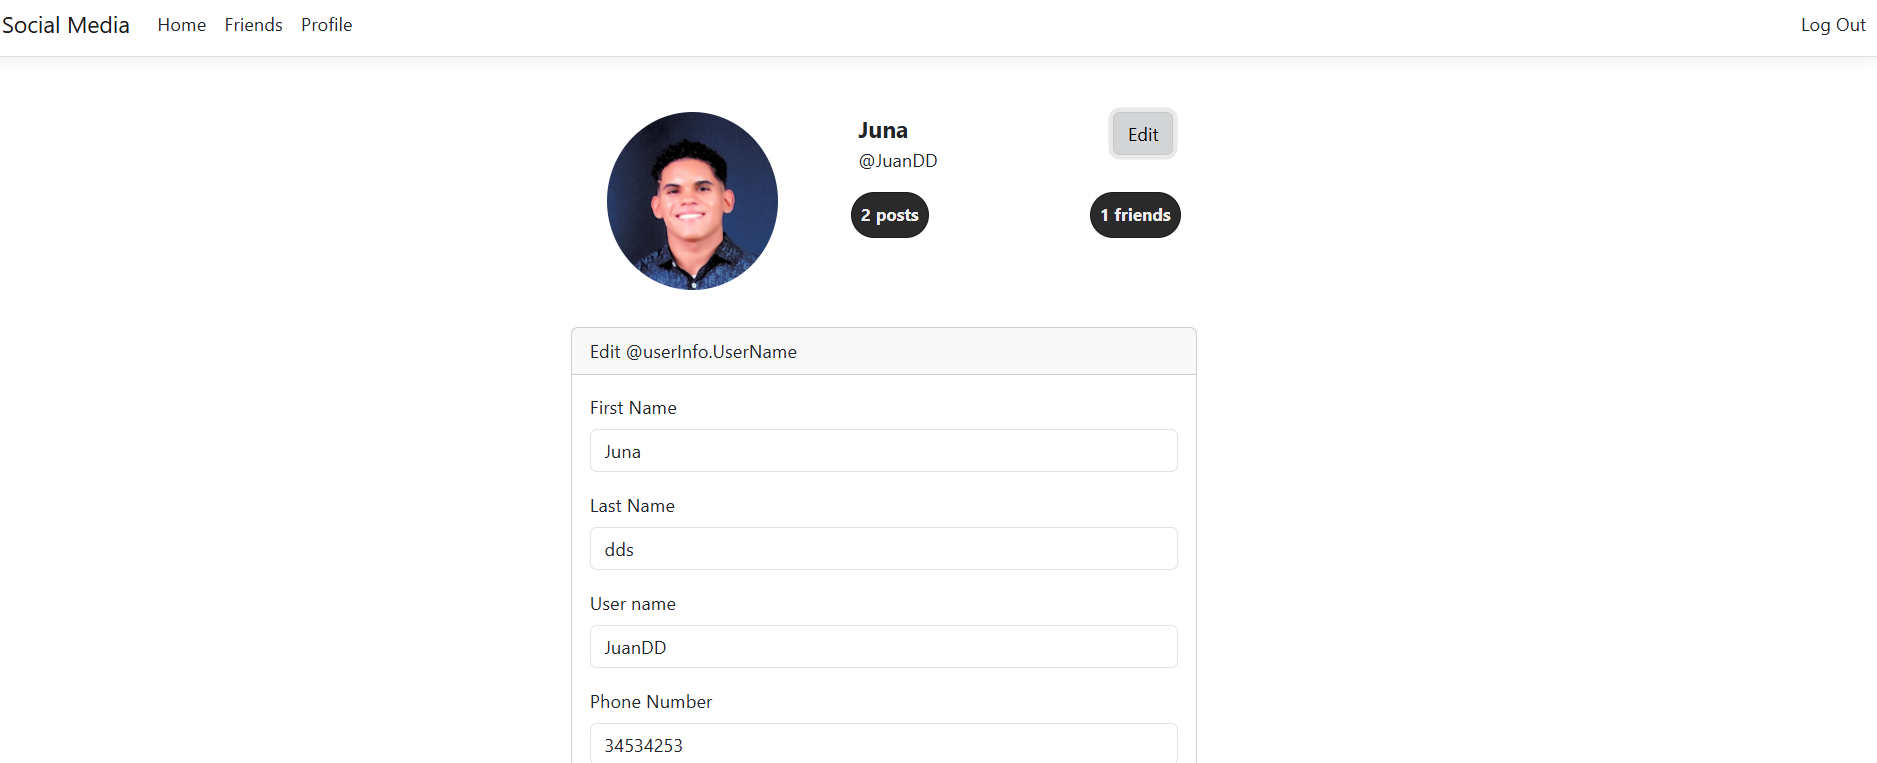 Social Media Home Friends Profile Log Out
Juna
Edit
@JuanDD
2 posts
1 friends
Edit @userInfo.UserName
First Name
Juna
Last Name
dds
User name
JuanDD
Phone Number
34534253